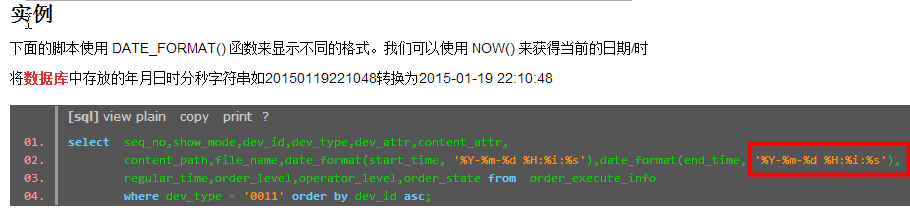 实例
下面的脚本使用 DATE_FORMAT() 函数来显示不同的格式。我们可以使用 NOW() 来获得当前的日期/时
将数据库中存放的年月日时分秒字符串如20150119221048转换为2015-01-19 22:10:48
[sql] view plain copy print ?
01. select seq_no,show_mode,dev_id,dev_type,dev_attr,content_attr,
02. content_path,file_name,date_format(start_time, '%Y-%m-%d %H:%i:%s'),date_format(end_time, '%Y-%m-%d %H:%i:%s'),
03. regular_time,order_level,operator_level,order_state from order_execute_info
04. where dev_type = '0011' order by dev_id asc;